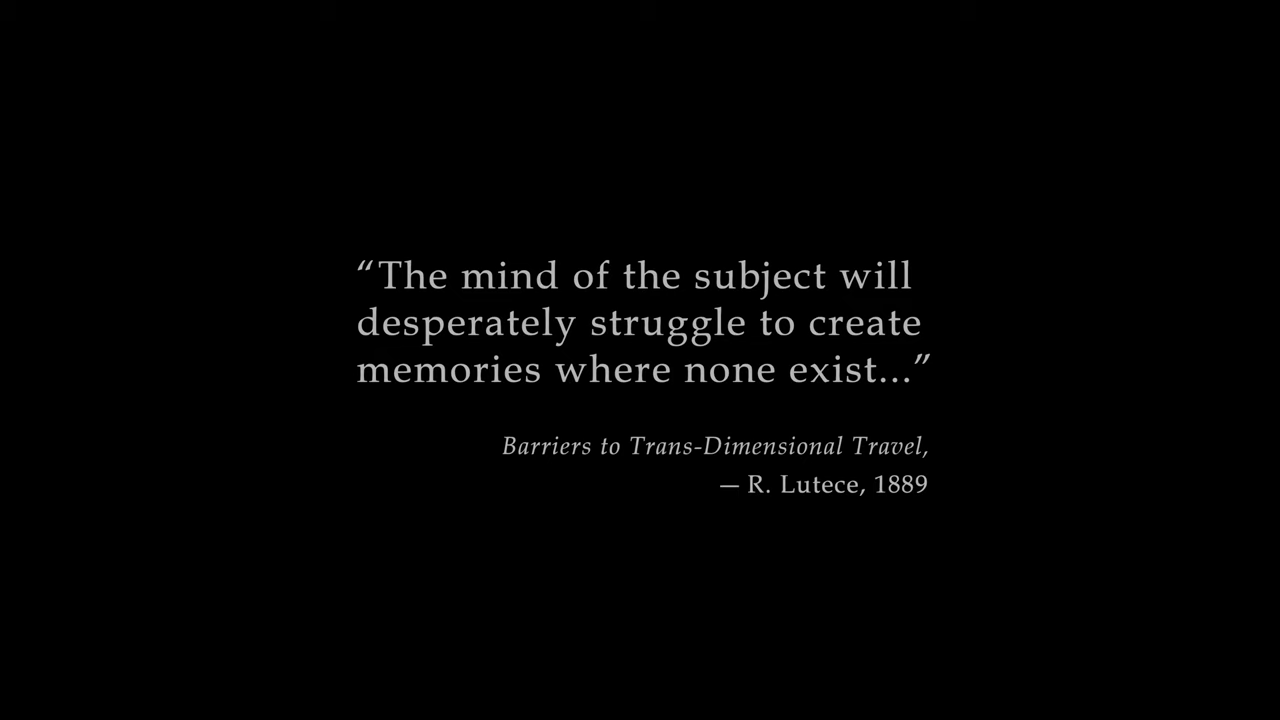 “The mind of the subject will
desperately struggle to create
memories where none exist...”
Barriers to Trans-Dimensional Travel,
— R. Lutece, 1889